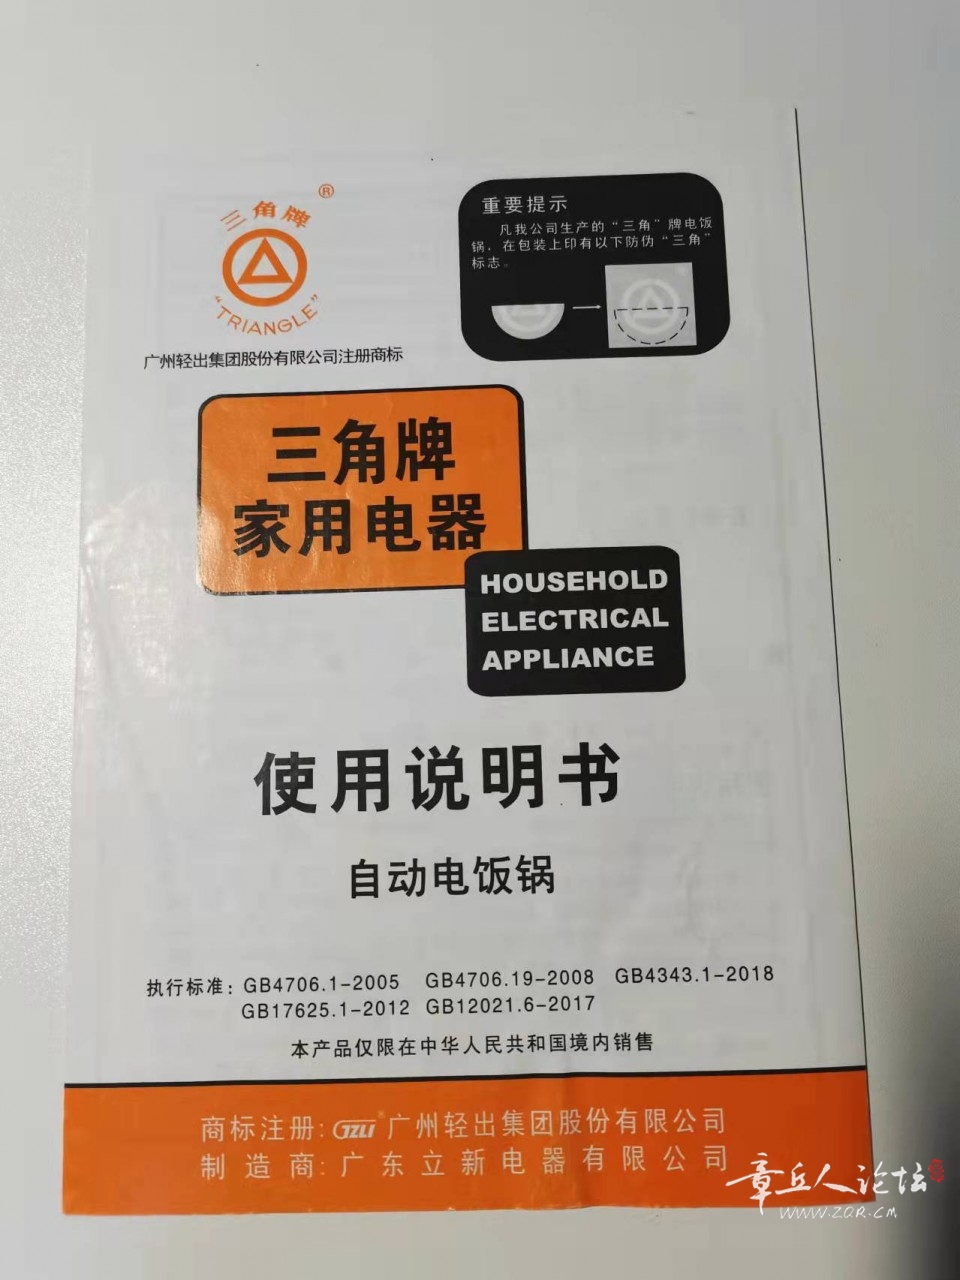 三角牌®
"TRIANGLE"
广州轻出集团股份有限公司注册商标
重要提示
凡我公司生产的“三角”牌电饭
锅，在包装上印有以下防伪“三角”
标志。
三角牌
家用电器
HOUSEHOLD
ELECTRICAL
APPLIANCE
使用说明书
自动电饭锅
执行标准：GB4706.1-2005 GB4706.19-2008 GB4343.1-2018
GB17625.1-2012 GB12021.6-2017
本产品仅限在中华人民共和国境内销售
商标注册：GZLI®广州轻出集团股份有限公司
制造商：广东立新电器有限公司
章丘人论坛
WWW.ZQR.CM